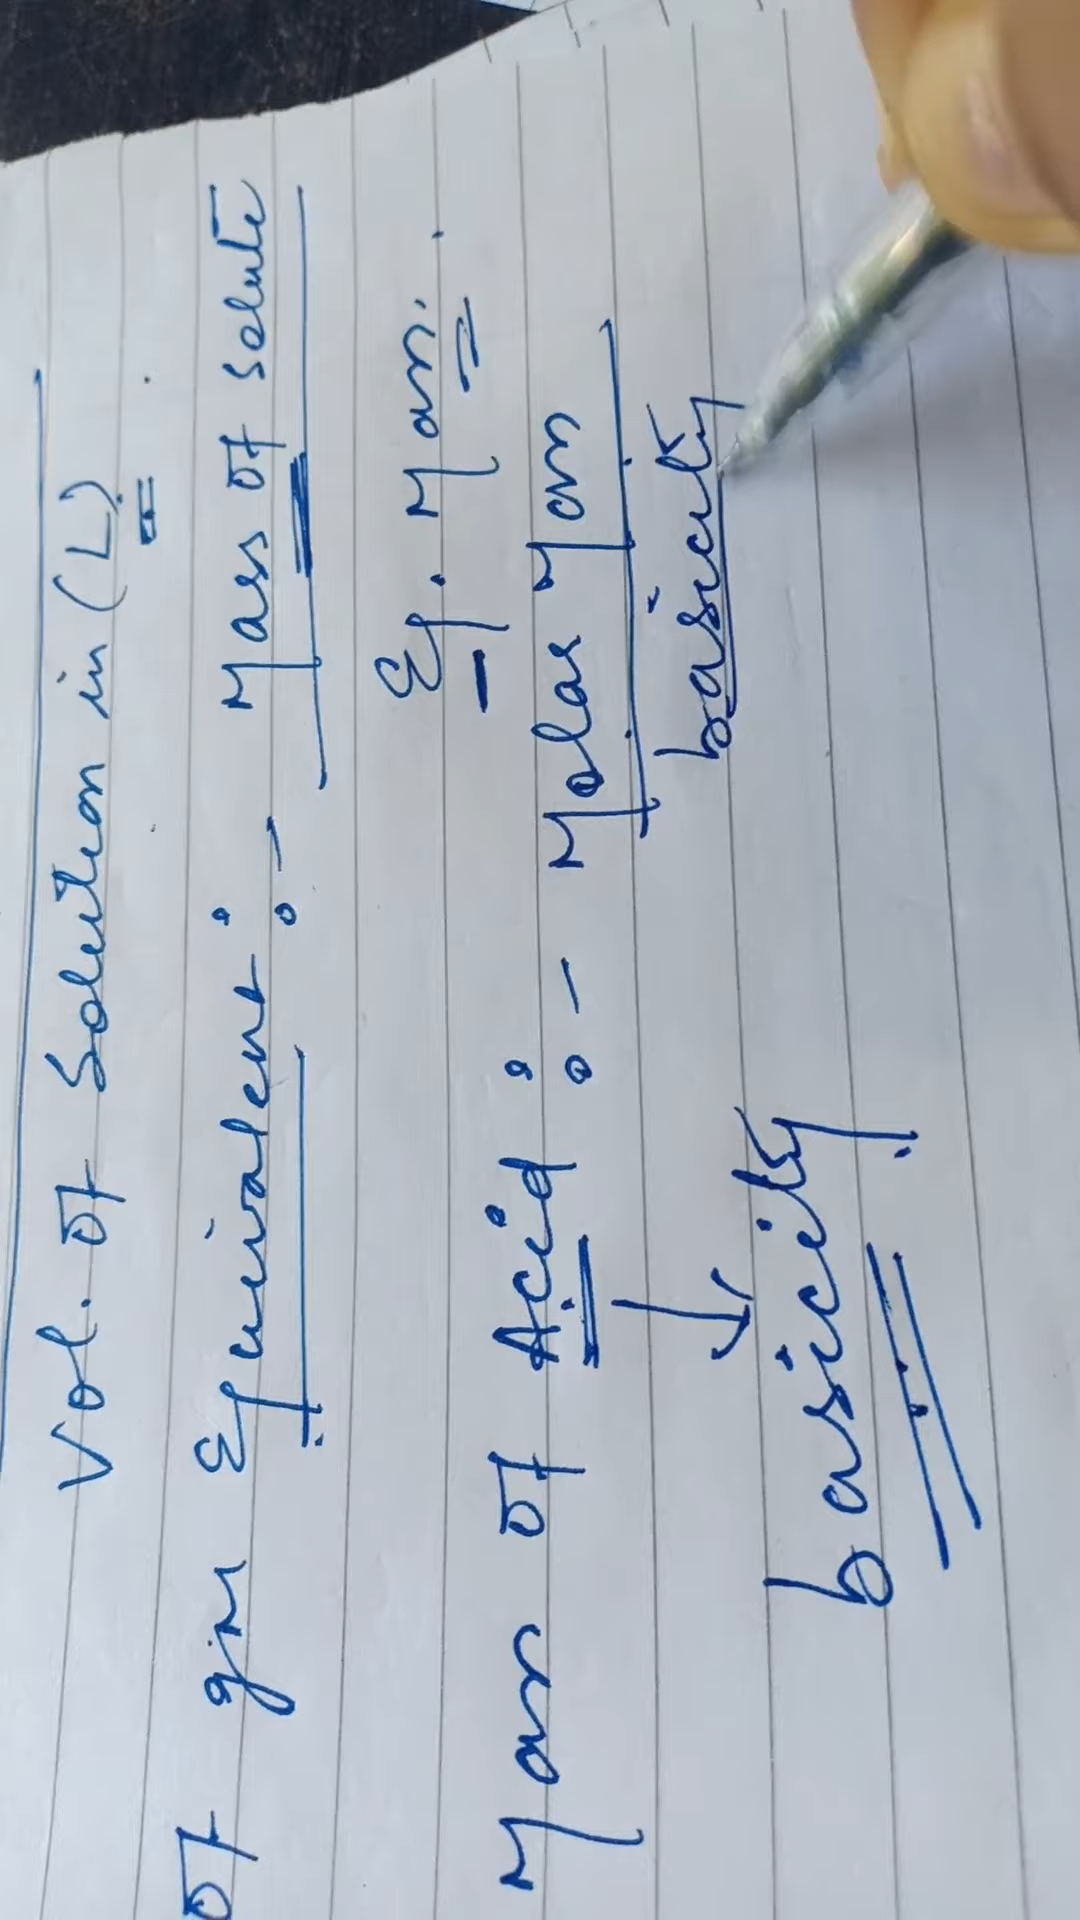 Vol. of Solution in (L)
of gm Equivalent :- Mass of Solute
Eq. Mass.
Mass of Acid :- Molar Mass
basicity
basicity